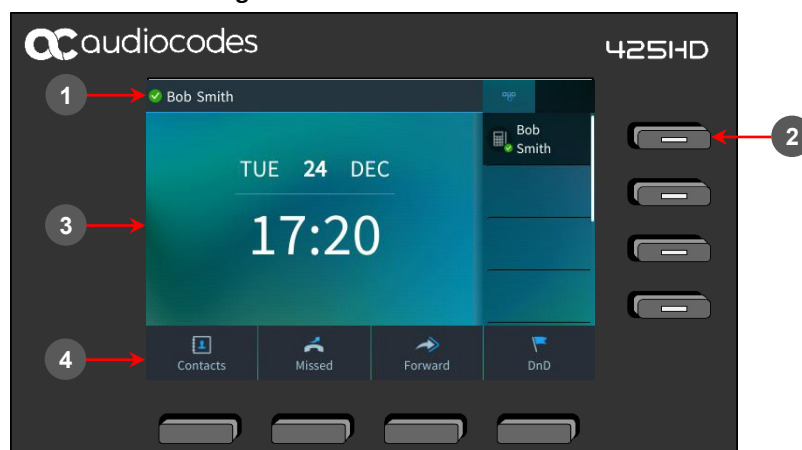 audiocodes
425HD
1
Bob Smith
Bob
Smith
2
TUE 24 DEC
3
17:20
4
Contacts
Missed
Forward
DnD